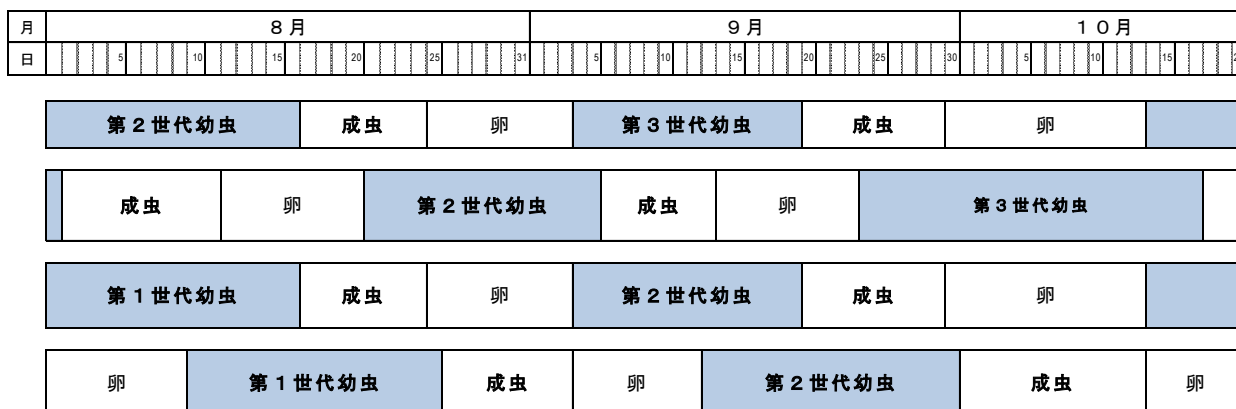 月 8月 9月 10月
日 5 10 15 20 25 31 5 10 15 20 25 30 5 10 15
第2世代幼虫 成虫 卵 第3世代幼虫 成虫 卵
成虫 卵 第2世代幼虫 成虫 卵 第3世代幼虫
第1世代幼虫 成虫 卵 第2世代幼虫 成虫 卵
卵 第1世代幼虫 成虫 卵 第2世代幼虫 成虫 卵